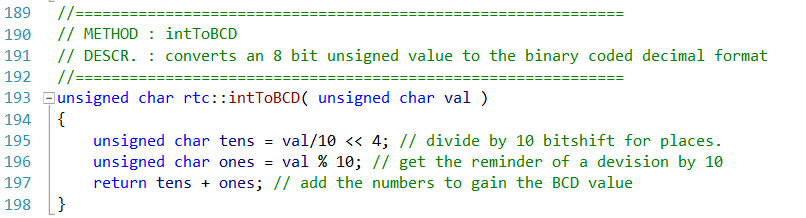 189 //=============================================================
190 // METHOD : intToBCD
191 // DESCR. : converts an 8 bit unsigned value to the binary coded decimal format
192 //=============================================================
193 unsigned char rtc::intToBCD( unsigned char val )
194 {
195 unsigned char tens = val/10 << 4; // divide by 10 bitshift for places.
196 unsigned char ones = val % 10; // get the reminder of a devision by 10
197 return tens + ones; // add the numbers to gain the BCD value
198 }